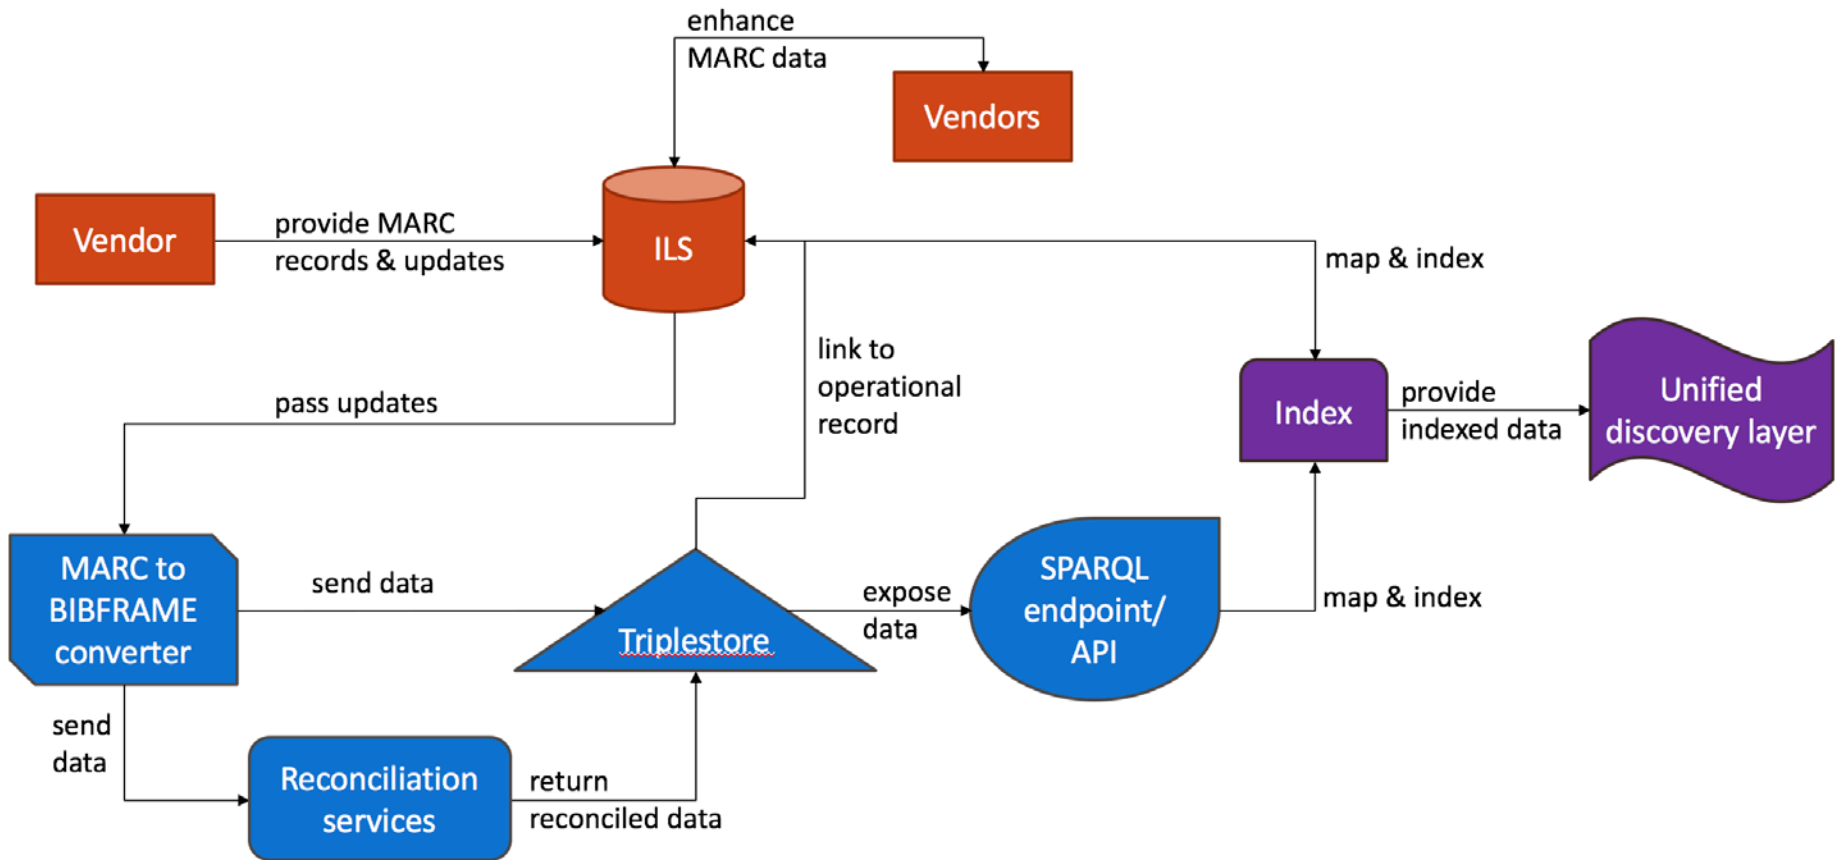 enhance
MARC data
Vendors
Vendor
provide MARC
records & updates
ILS
map & index
link to
operational
record
pass updates
Index
provide
indexed data
Unified
discovery layer
MARC to
BIBFRAME
converter
send data
Triplestore
expose
data
SPARQL
endpoint/
API
map & index
send
data
Reconciliation
services
return
reconciled data